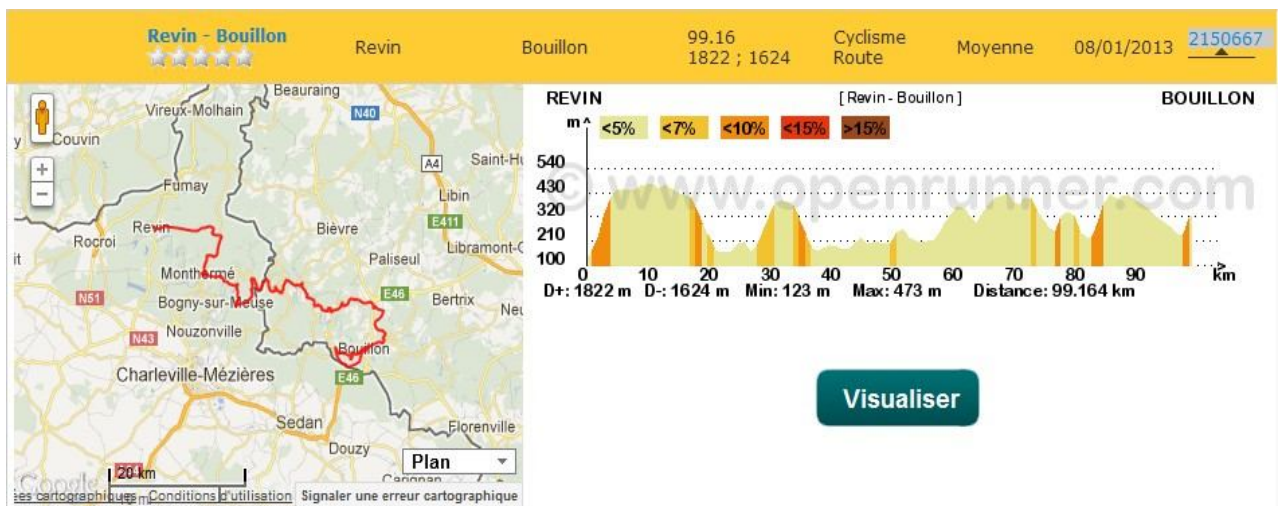 Revin - Bouillon
Revin
Bouillon
99.16
1822 ; 1624
Cyclisme
Route
Moyenne
08/01/2013
2150667
Beauraing
Vireux-Molhain
N40
Couvin
A4
Saint-Hu
Fumay
Libin
E411
Revin
Bièvre
Rocroi
Libramont-C
Paliseul
Monthermé
N51
E46
Bertrix
Bogny-sur-Meuse
Neu
Nouzonville
N43
Bouillon
Charleville-Mézières
E46
Sedan
Florenville
Douzy
Plan
20 km
Carignan
es cartographiques
Conditions d'utilisation
Signaler une erreur cartographique
REVIN
[ Revin - Bouillon ]
BOUILLON
m
<5% <7% <10% <15% >15%
© www.openrunner.com
540
430
320
210
100
0 10 20 30 40 50 60 70 80 90 km
D+: 1822 m D-: 1624 m Min: 123 m Max: 473 m Distance: 99.164 km
Visualiser